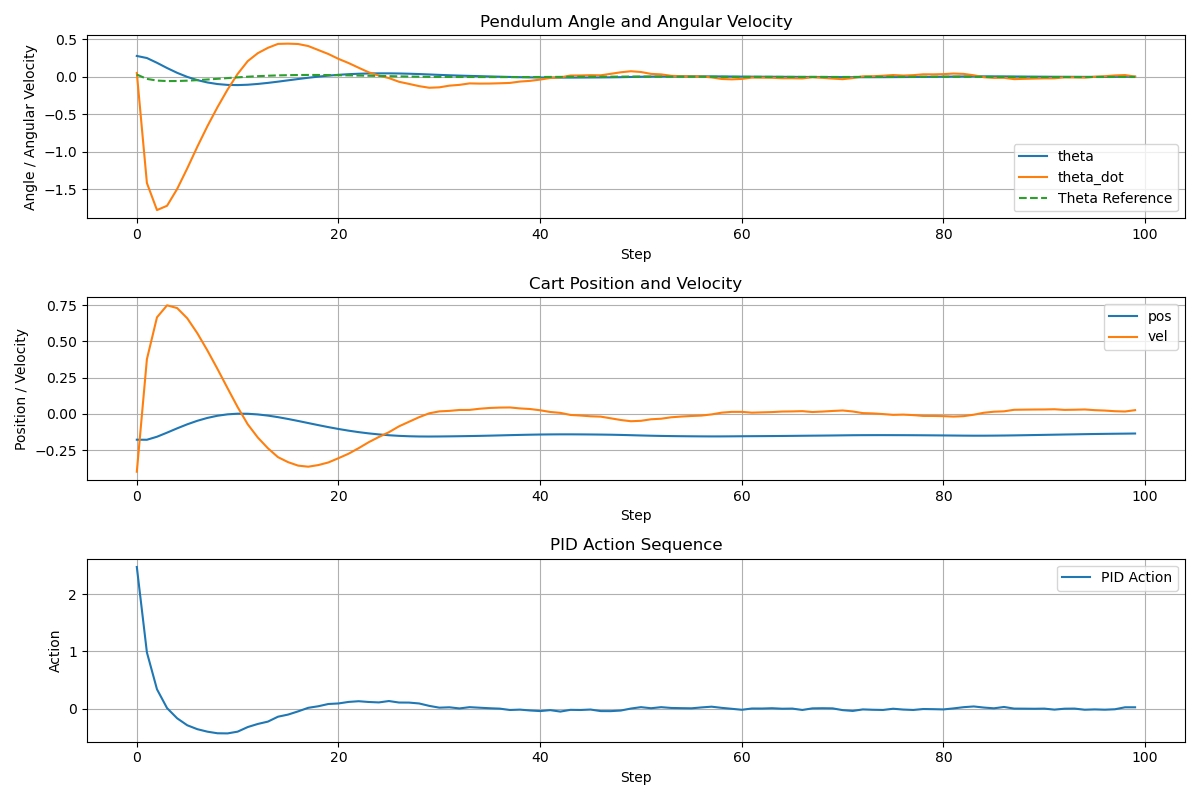 Pendulum Angle and Angular Velocity
Angle / Angular Velocity
0.5
0.0
−0.5
−1.0
−1.5
theta
theta_dot
Theta Reference
0 20 40 60 80 100
Step
Cart Position and Velocity
Position / Velocity
0.75
0.50
0.25
0.00
−0.25
pos
vel
0 20 40 60 80 100
Step
PID Action Sequence
Action
2
1
0
PID Action
0 20 40 60 80 100
Step